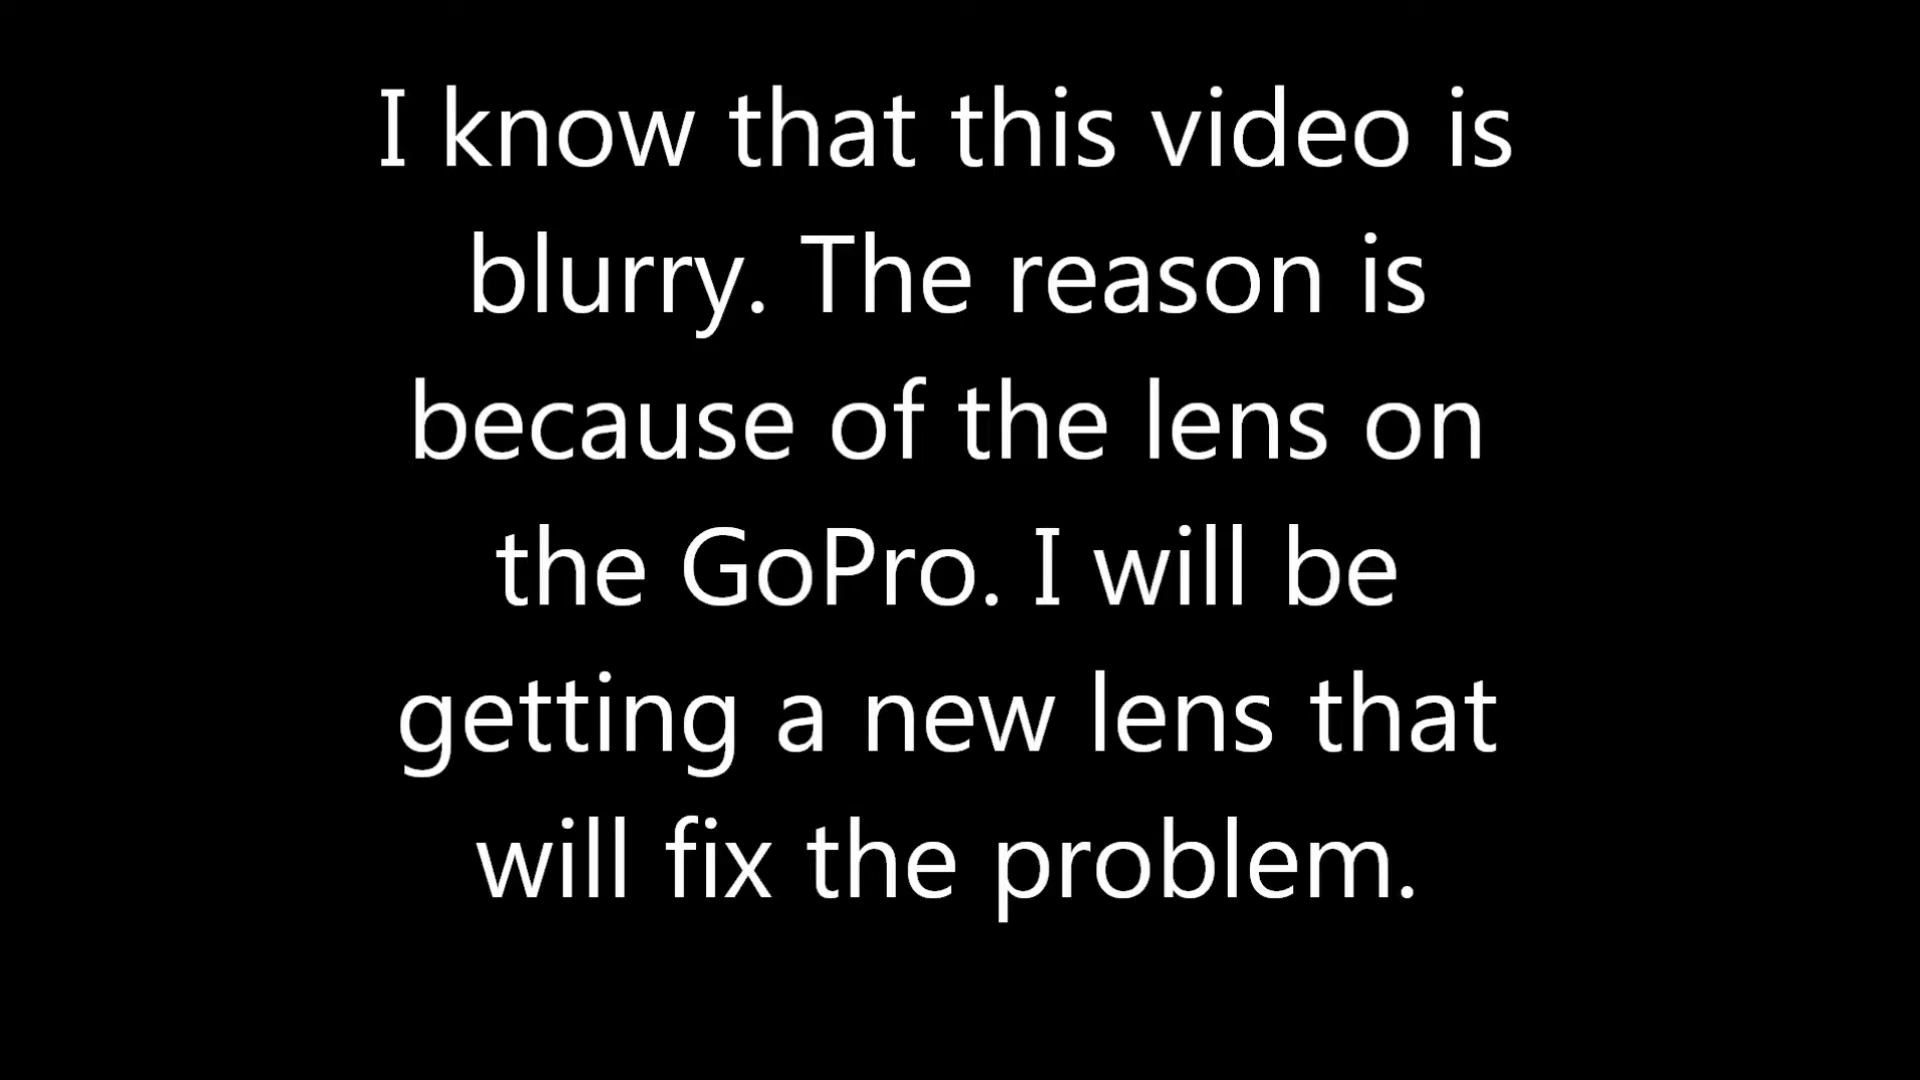 I know that this video is
blurry. The reason is
because of the lens on
the GoPro. I will be
getting a new lens that
will fix the problem.